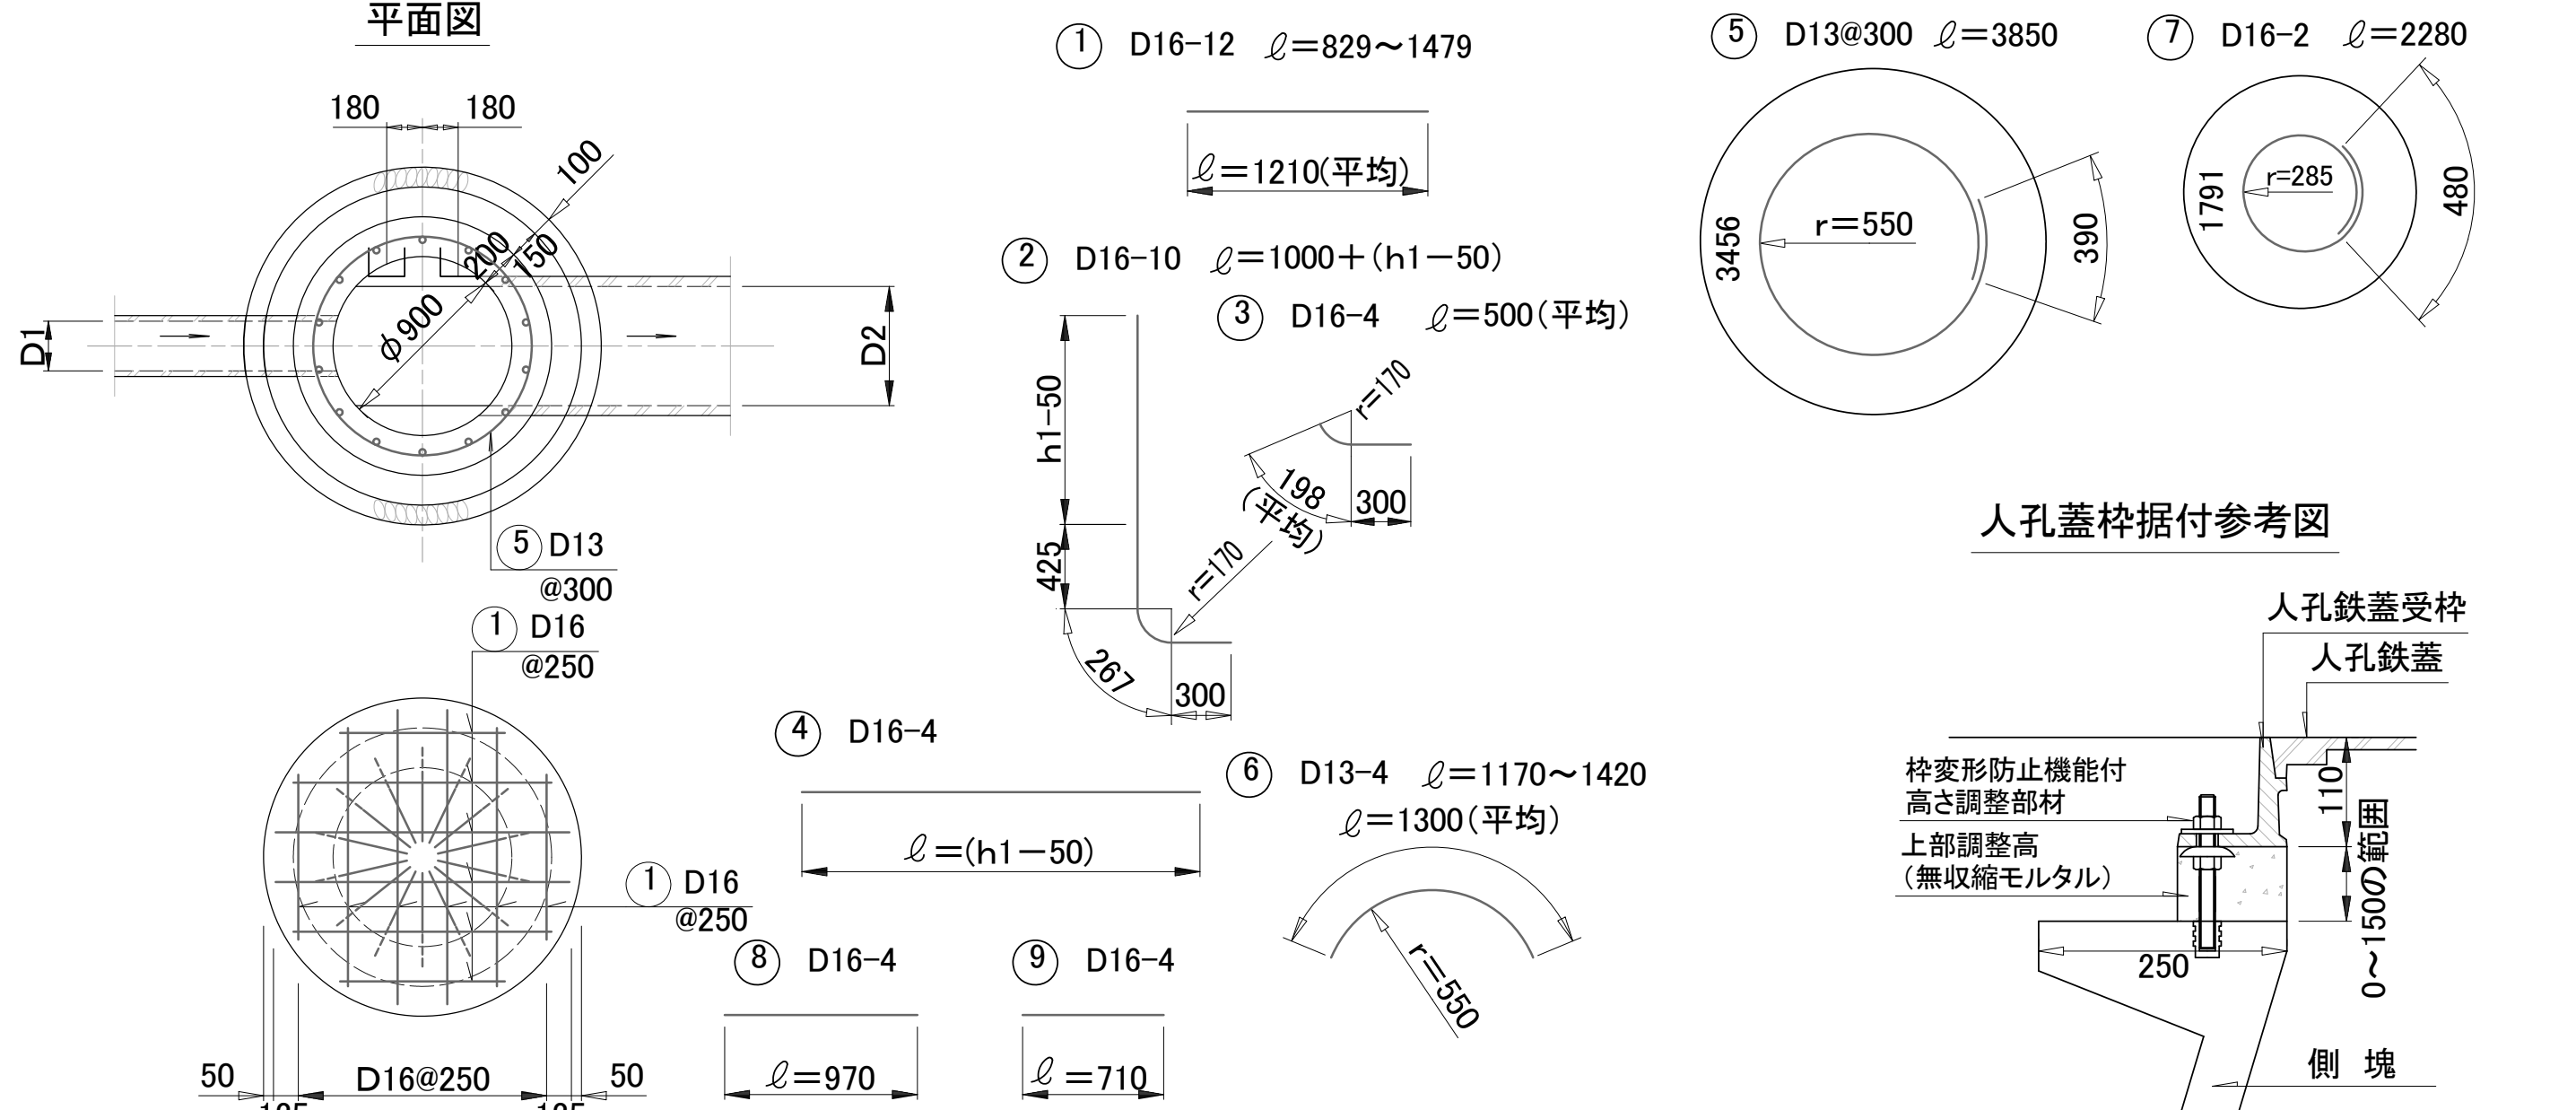 平面図
180
180
100
200
150
φ900
D1
D2
⑤ D13
@300
① D16
@250
① D16
@250
50
D16@250
50
① D16-12 ℓ=829～1479
ℓ=1210(平均)
② D16-10 ℓ=1000+(h1-50)
h1-50
425
267
r=170
300
③ D16-4 ℓ=500(平均)
r=170
198
(平均)
300
④ D16-4
ℓ=(h1-50)
⑧ D16-4
ℓ=970
⑨ D16-4
ℓ=710
⑥ D13-4 ℓ=1170～1420
ℓ=1300(平均)
r=550
⑤ D13@300 ℓ=3850
3456
r=550
390
⑦ D16-2 ℓ=2280
1791
r=285
480
人孔蓋枠据付参考図
人孔鉄蓋受枠
人孔鉄蓋
枠変形防止機能付
高さ調整部材
上部調整高
(無収縮モルタル)
110
0～150の範囲
250
側 塊